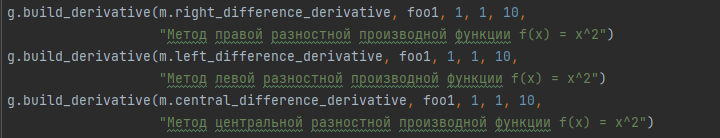 g.build_derivative(m.right_difference_derivative, foo1, 1, 1, 10,
"Метод правой разностной производной функции f(x) = x^2")
g.build_derivative(m.left_difference_derivative, foo1, 1, 1, 10,
"Метод левой разностной производной функции f(x) = x^2")
g.build_derivative(m.central_difference_derivative, foo1, 1, 1, 10,
"Метод центральной разностной производной функции f(x) = x^2")